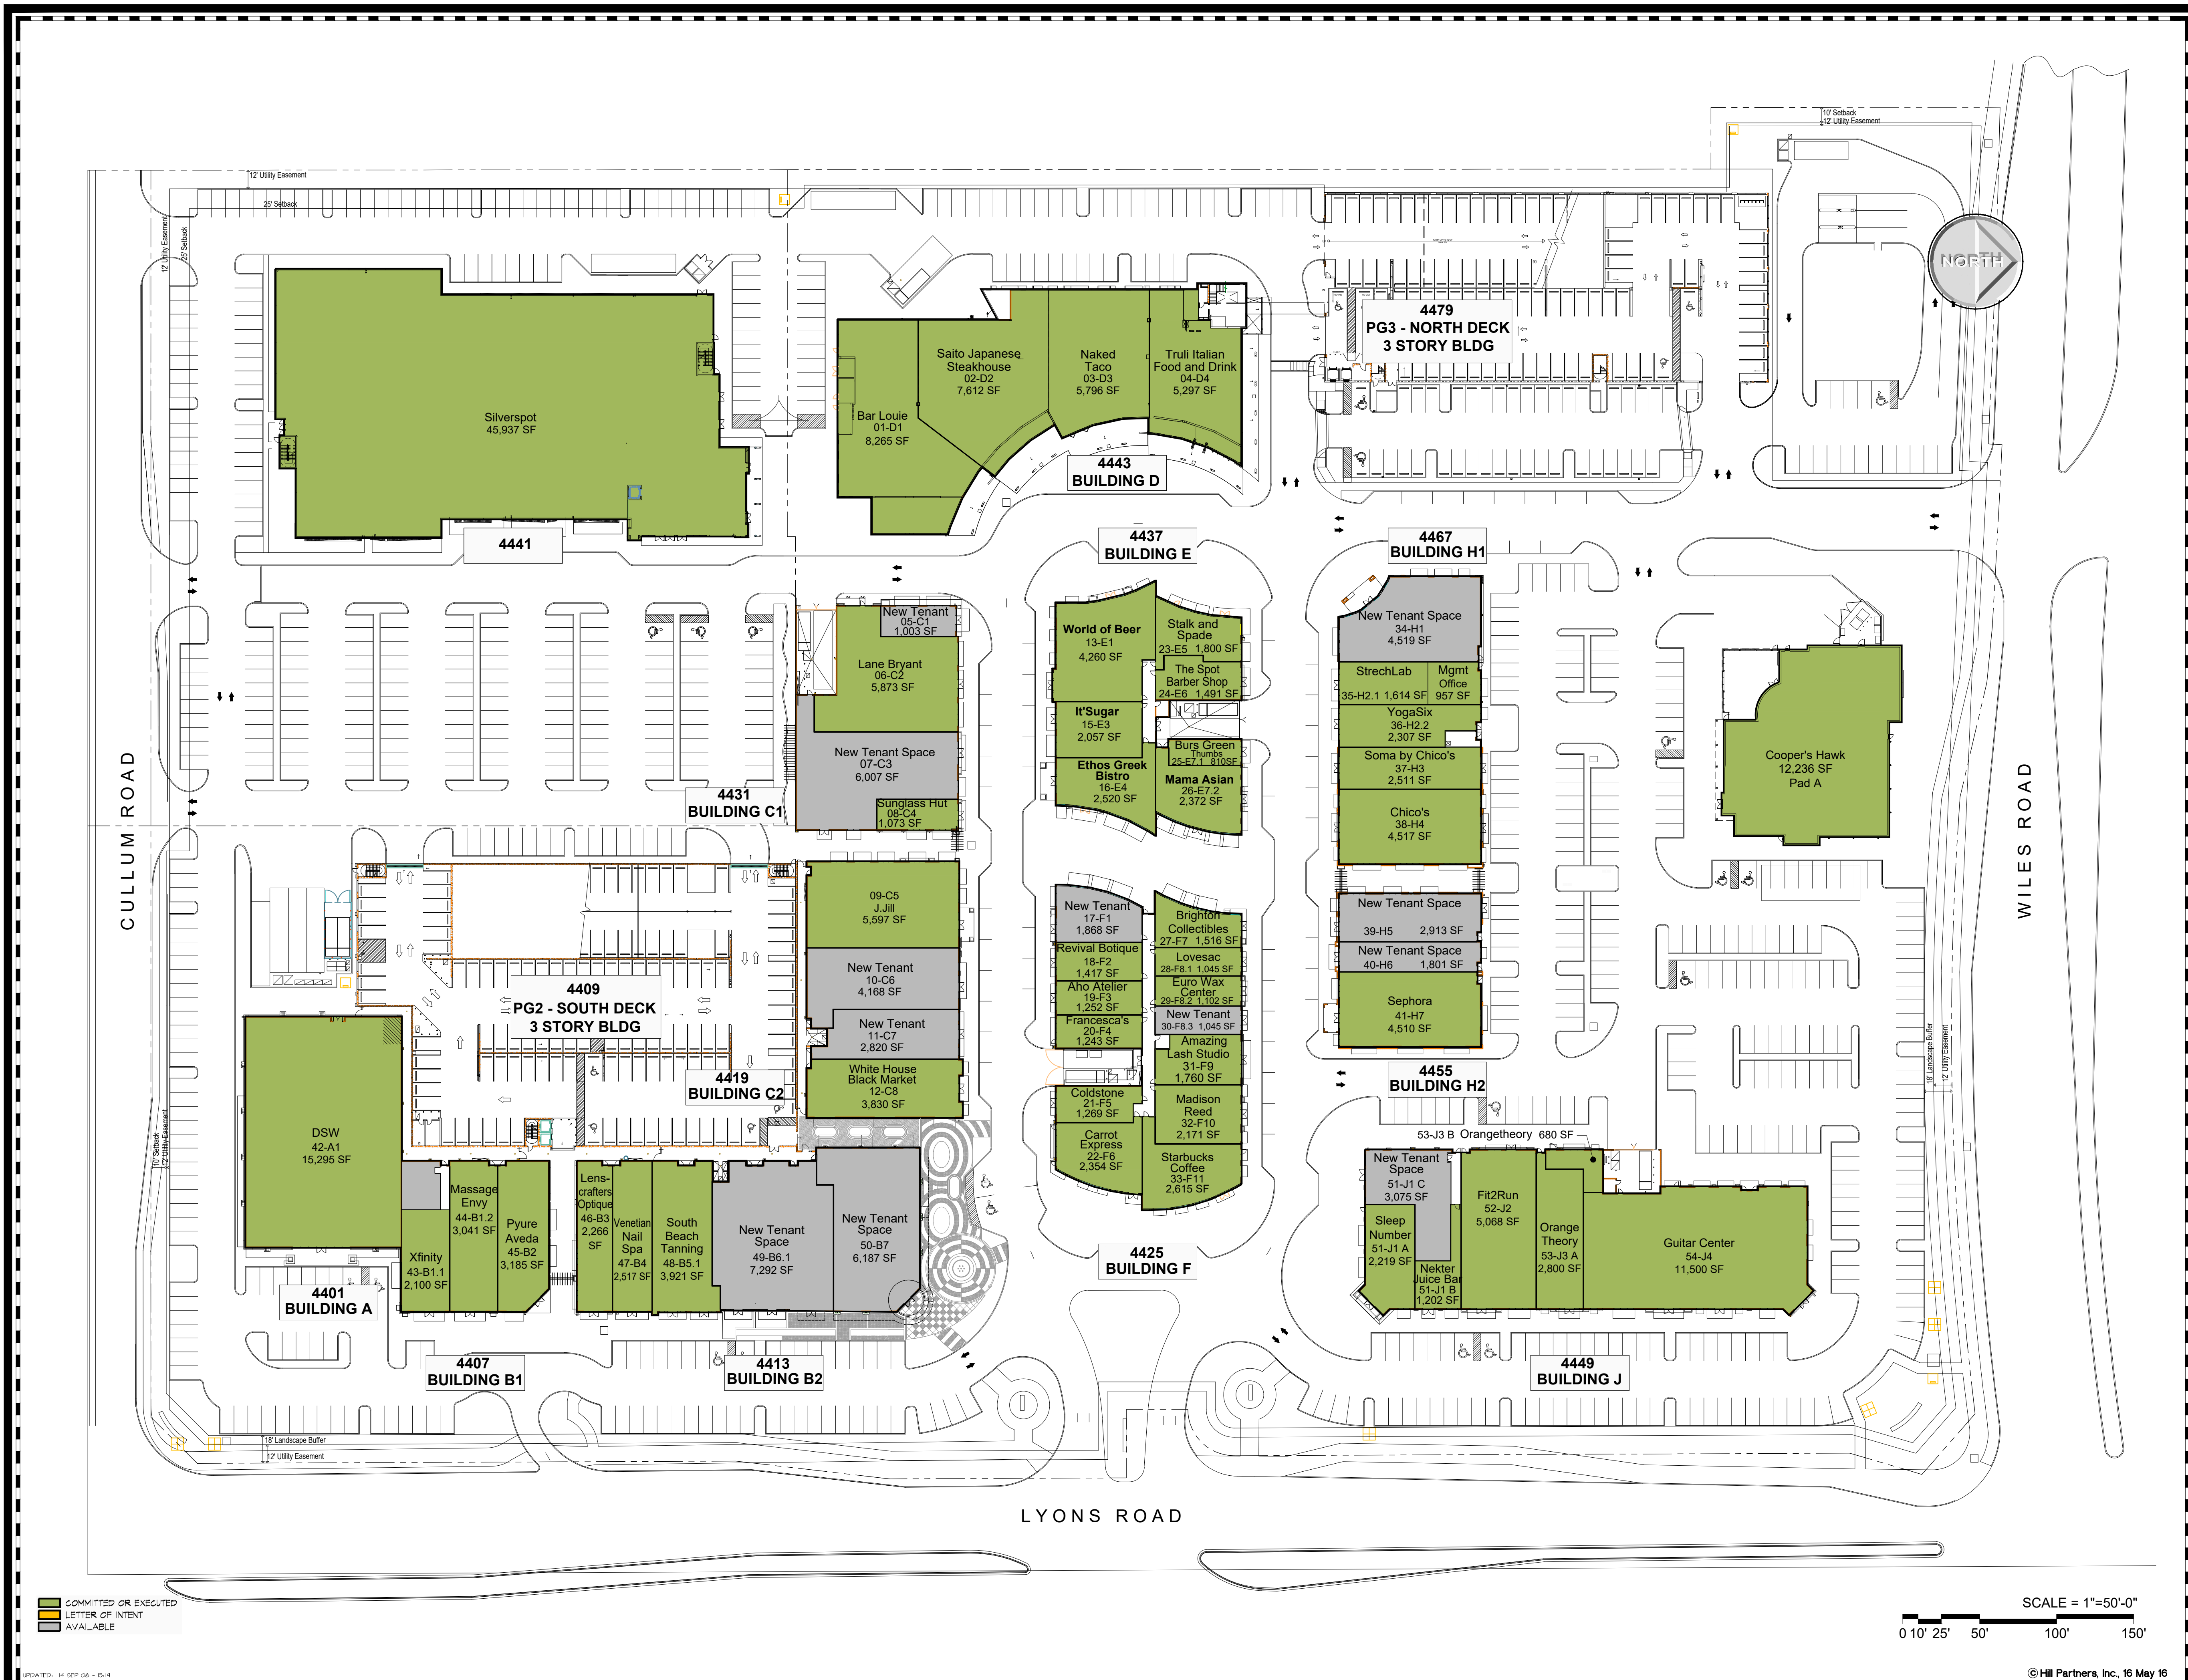 10' Setback
12' Utility Easement
12' Utility Easement
25' Setback
12' Utility Easement
25' Setback
NORTH
4479
PG3 - NORTH DECK
3 STORY BLDG
Silverspot
45,937 SF
4441
Bar Louie
01-D1
8,265 SF
Saito Japanese
Steakhouse
02-D2
7,612 SF
Naked
Taco
03-D3
5,796 SF
Truli Italian
Food and Drink
04-D4
5,297 SF
4443
BUILDING D
4437
BUILDING E
4467
BUILDING H1
New Tenant
05-C1
1,003 SF
Lane Bryant
06-C2
5,873 SF
New Tenant Space
07-C3
6,007 SF
Sunglass Hut
08-C4
1,073 SF
4431
BUILDING C1
World of Beer
13-E1
4,260 SF
Stalk and
Spade
23-E5 1,800 SF
The Spot
Barber Shop
24-E6 1,491 SF
It'Sugar
15-E3
2,057 SF
Burs Green
Thumbs
25-E7.1 810SF
Ethos Greek
Bistro
16-E4
2,520 SF
Mama Asian
26-E7.2
2,372 SF
New Tenant Space
34-H1
4,519 SF
StrechLab
35-H2.1 1,614 SF
Mgmt
Office
957 SF
YogaSix
36-H2.2
2,307 SF
Soma by Chico's
37-H3
2,511 SF
Chico's
38-H4
4,517 SF
Cooper's Hawk
12,236 SF
Pad A
CULLUM ROAD
WILES ROAD
09-C5
J.Jill
5,597 SF
New Tenant
10-C6
4,168 SF
New Tenant
11-C7
2,820 SF
White House
Black Market
12-C8
3,830 SF
4409
PG2 - SOUTH DECK
3 STORY BLDG
4419
BUILDING C2
New Tenant
17-F1
1,868 SF
Revival Botique
18-F2
1,417 SF
Aho Atelier
19-F3
1,252 SF
Francesca's
20-F4
1,243 SF
Coldstone
21-F5
1,269 SF
Carrot
Express
22-F6
2,354 SF
Brighton
Collectibles
27-F7 1,516 SF
Lovesac
28-F8.1 1,045 SF
Euro Wax
Center
29-F8.2 1,102 SF
New Tenant
30-F8.3 1,045 SF
Amazing
Lash Studio
31-F9
1,760 SF
Madison
Reed
32-F10
2,171 SF
Starbucks
Coffee
33-F11
2,615 SF
New Tenant Space
39-H5 2,913 SF
New Tenant Space
40-H6 1,801 SF
Sephora
41-H7
4,510 SF
4455
BUILDING H2
18' Landscape Buffer
12' Utility Easement
DSW
42-A1
15,295 SF
10' Setback
12' Utility Easement
4401
BUILDING A
Xfinity
43-B1.1
2,100 SF
Massage
Envy
44-B1.2
3,041 SF
Pyure
Aveda
45-B2
3,185 SF
Lens-
crafters
Optique
46-B3
2,266
SF
Venetian
Nail
Spa
47-B4
2,517 SF
South
Beach
Tanning
48-B5.1
3,921 SF
New Tenant
Space
49-B6.1
7,292 SF
New Tenant
Space
50-B7
6,187 SF
4425
BUILDING F
53-J3 B Orangetheory 680 SF
New Tenant
Space
51-J1 C
3,075 SF
Sleep
Number
51-J1 A
2,219 SF
Nekter
Juice Bar
51-J1 B
1,202 SF
Fit2Run
52-J2
5,068 SF
Orange
Theory
53-J3 A
2,800 SF
Guitar Center
54-J4
11,500 SF
4407
BUILDING B1
4413
BUILDING B2
4449
BUILDING J
18' Landscape Buffer
12' Utility Easement
LYONS ROAD
COMMITTED OR EXECUTED
LETTER OF INTENT
AVAILABLE
SCALE = 1"=50'-0"
0 10' 25' 50' 100' 150'
UPDATED: 14 SEP 06 - 15:19
© Hill Partners, Inc., 16 May 16